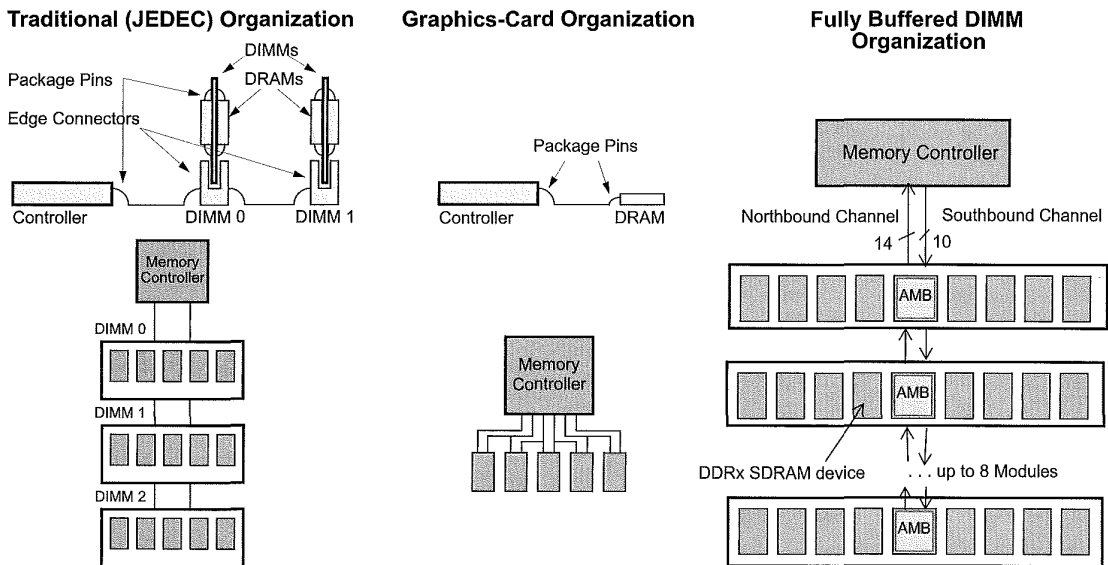 Traditional (JEDEC) Organization
DIMMs
Package Pins
DRAMs
Edge Connectors
Controller
DIMM 0
DIMM 1
Memory
Controller
DIMM 0
DIMM 1
DIMM 2
Graphics-Card Organization
Package Pins
Controller
DRAM
Memory
Controller
Fully Buffered DIMM
Organization
Memory Controller
Northbound Channel
Southbound Channel
14
10
AMB
AMB
DDRx SDRAM device
. . . up to 8 Modules
AMB